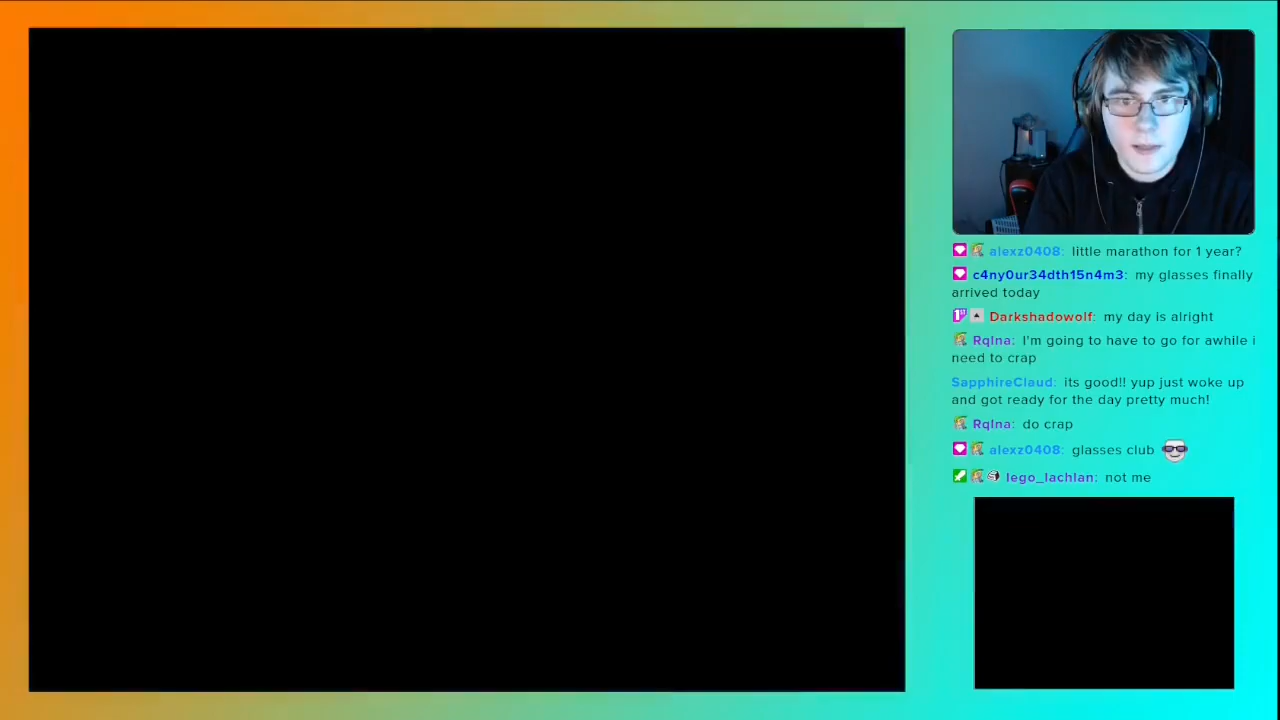 alexz0408: little marathon for 1 year?
c4ny0ur34dth15n4m3: my glasses finally
arrived today
Darkshadowolf: my day is alright
Rqlna: I'm going to have to go for awhile i
need to crap
SapphireClaud: its good!! yup just woke up
and got ready for the day pretty much!
Rqlna: do crap
alexz0408: glasses club
lego_lachlan: not me